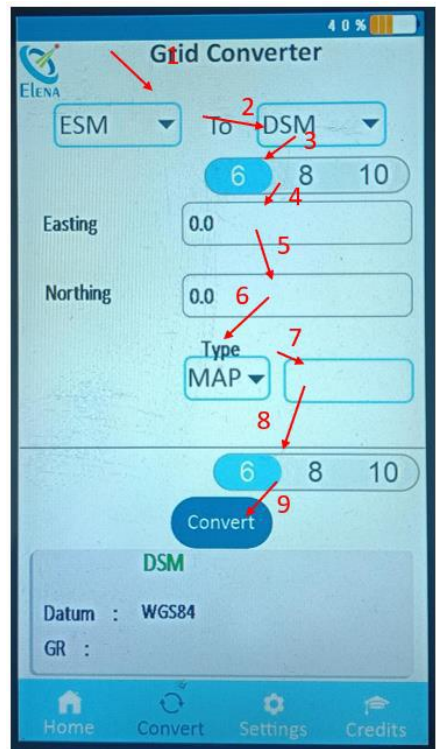 40%
Grid Converter
1
ELENA
ESM To DSM
2
3
6 8 10
4
Easting 0.0
5
Northing 0.0
6
Type
7
MAP
8
6 8 10
9
Convert
DSM
Datum : WGS84
GR :
Home Convert Settings Credits